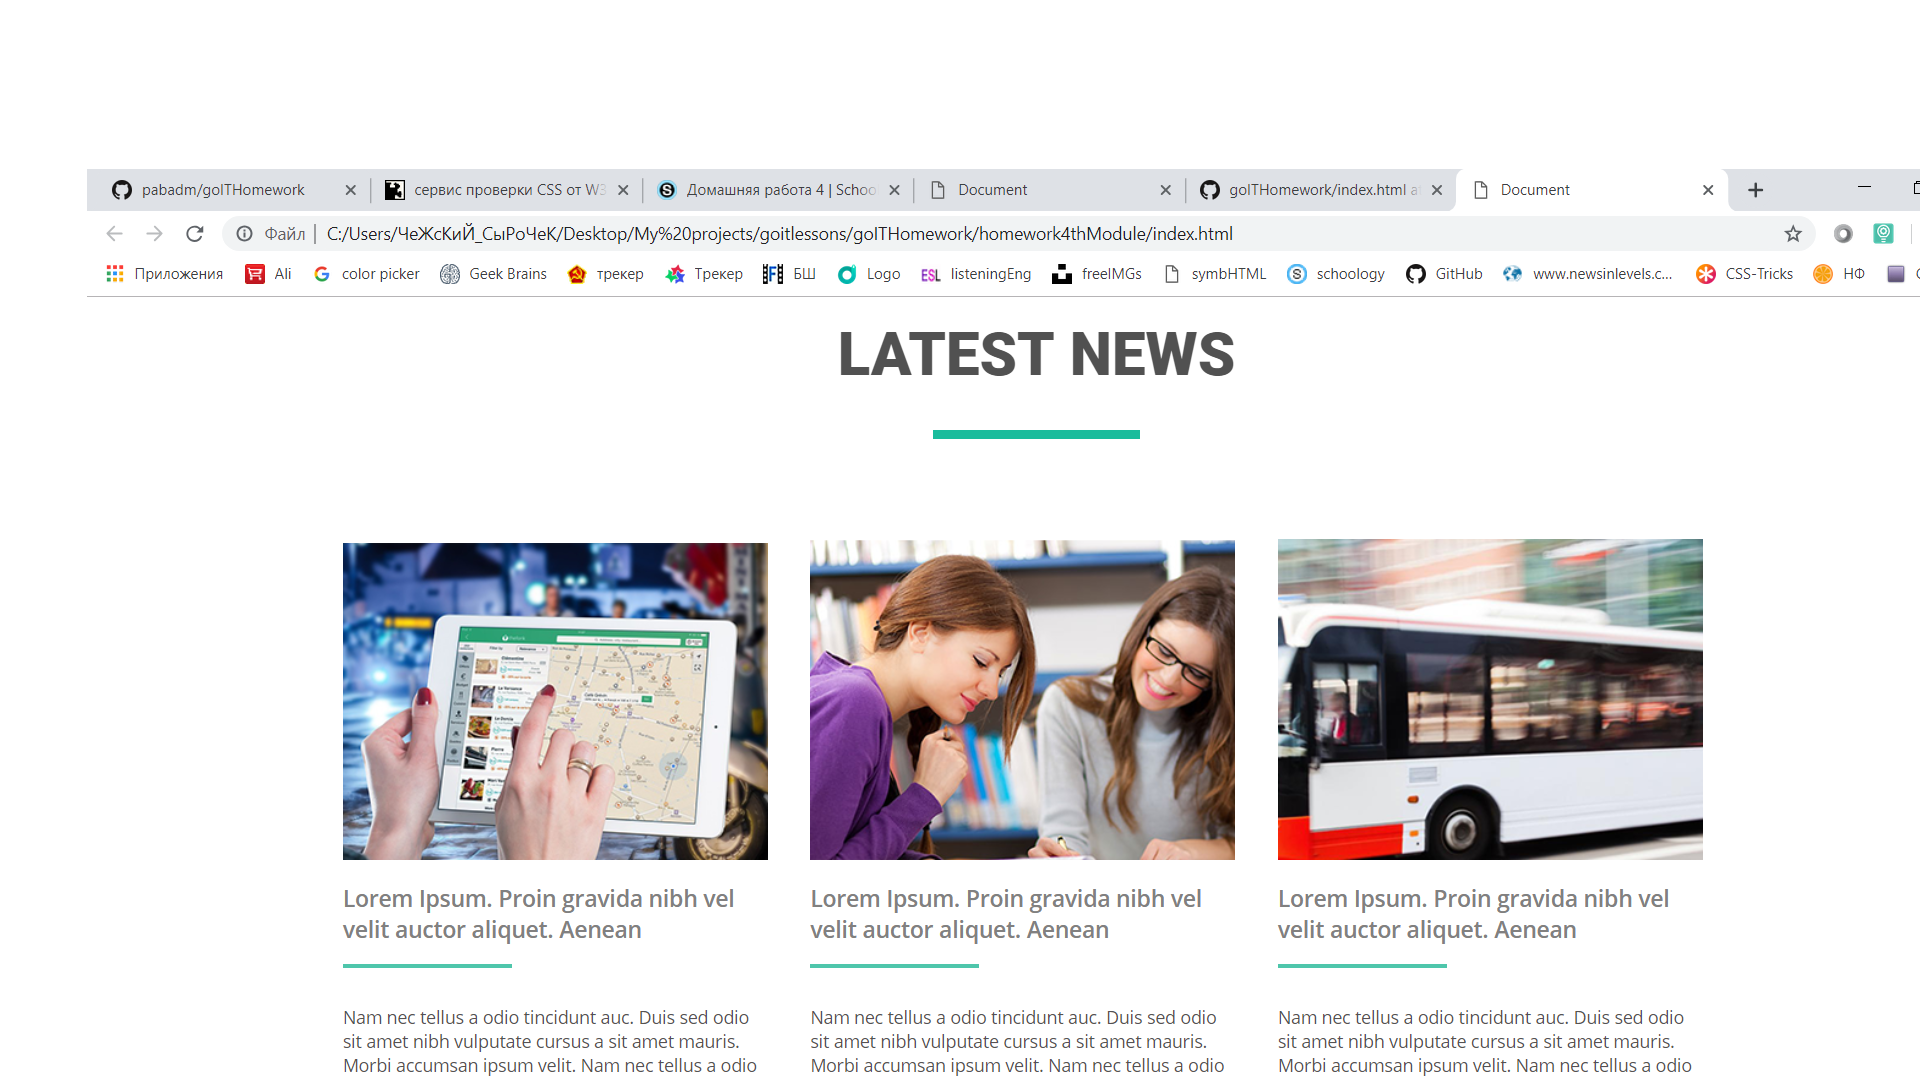 pabadm/goITHomework
сервис проверки CSS от W3
Домашняя работа 4 | Schoo
Document
goITHomework/index.html at
Document
Файл | C:/Users/ЧеЖсКиЙ_СыРоЧеК/Desktop/My%20projects/goitlessons/goITHomework/homework4thModule/index.html
Приложения
Ali
color picker
Geek Brains
трекер
Трекер
БШ
Logo
ESL listeningEng
freeIMGs
symbHTML
schoology
GitHub
www.newsinlevels.c...
CSS-Tricks
НФ
LATEST NEWS
Lorem Ipsum. Proin gravida nibh vel
velit auctor aliquet. Aenean
Nam nec tellus a odio tincidunt auc. Duis sed odio
sit amet nibh vulputate cursus a sit amet mauris.
Morbi accumsan ipsum velit. Nam nec tellus a odio
Lorem Ipsum. Proin gravida nibh vel
velit auctor aliquet. Aenean
Nam nec tellus a odio tincidunt auc. Duis sed odio
sit amet nibh vulputate cursus a sit amet mauris.
Morbi accumsan ipsum velit. Nam nec tellus a odio
Lorem Ipsum. Proin gravida nibh vel
velit auctor aliquet. Aenean
Nam nec tellus a odio tincidunt auc. Duis sed odio
sit amet nibh vulputate cursus a sit amet mauris.
Morbi accumsan ipsum velit. Nam nec tellus a odio